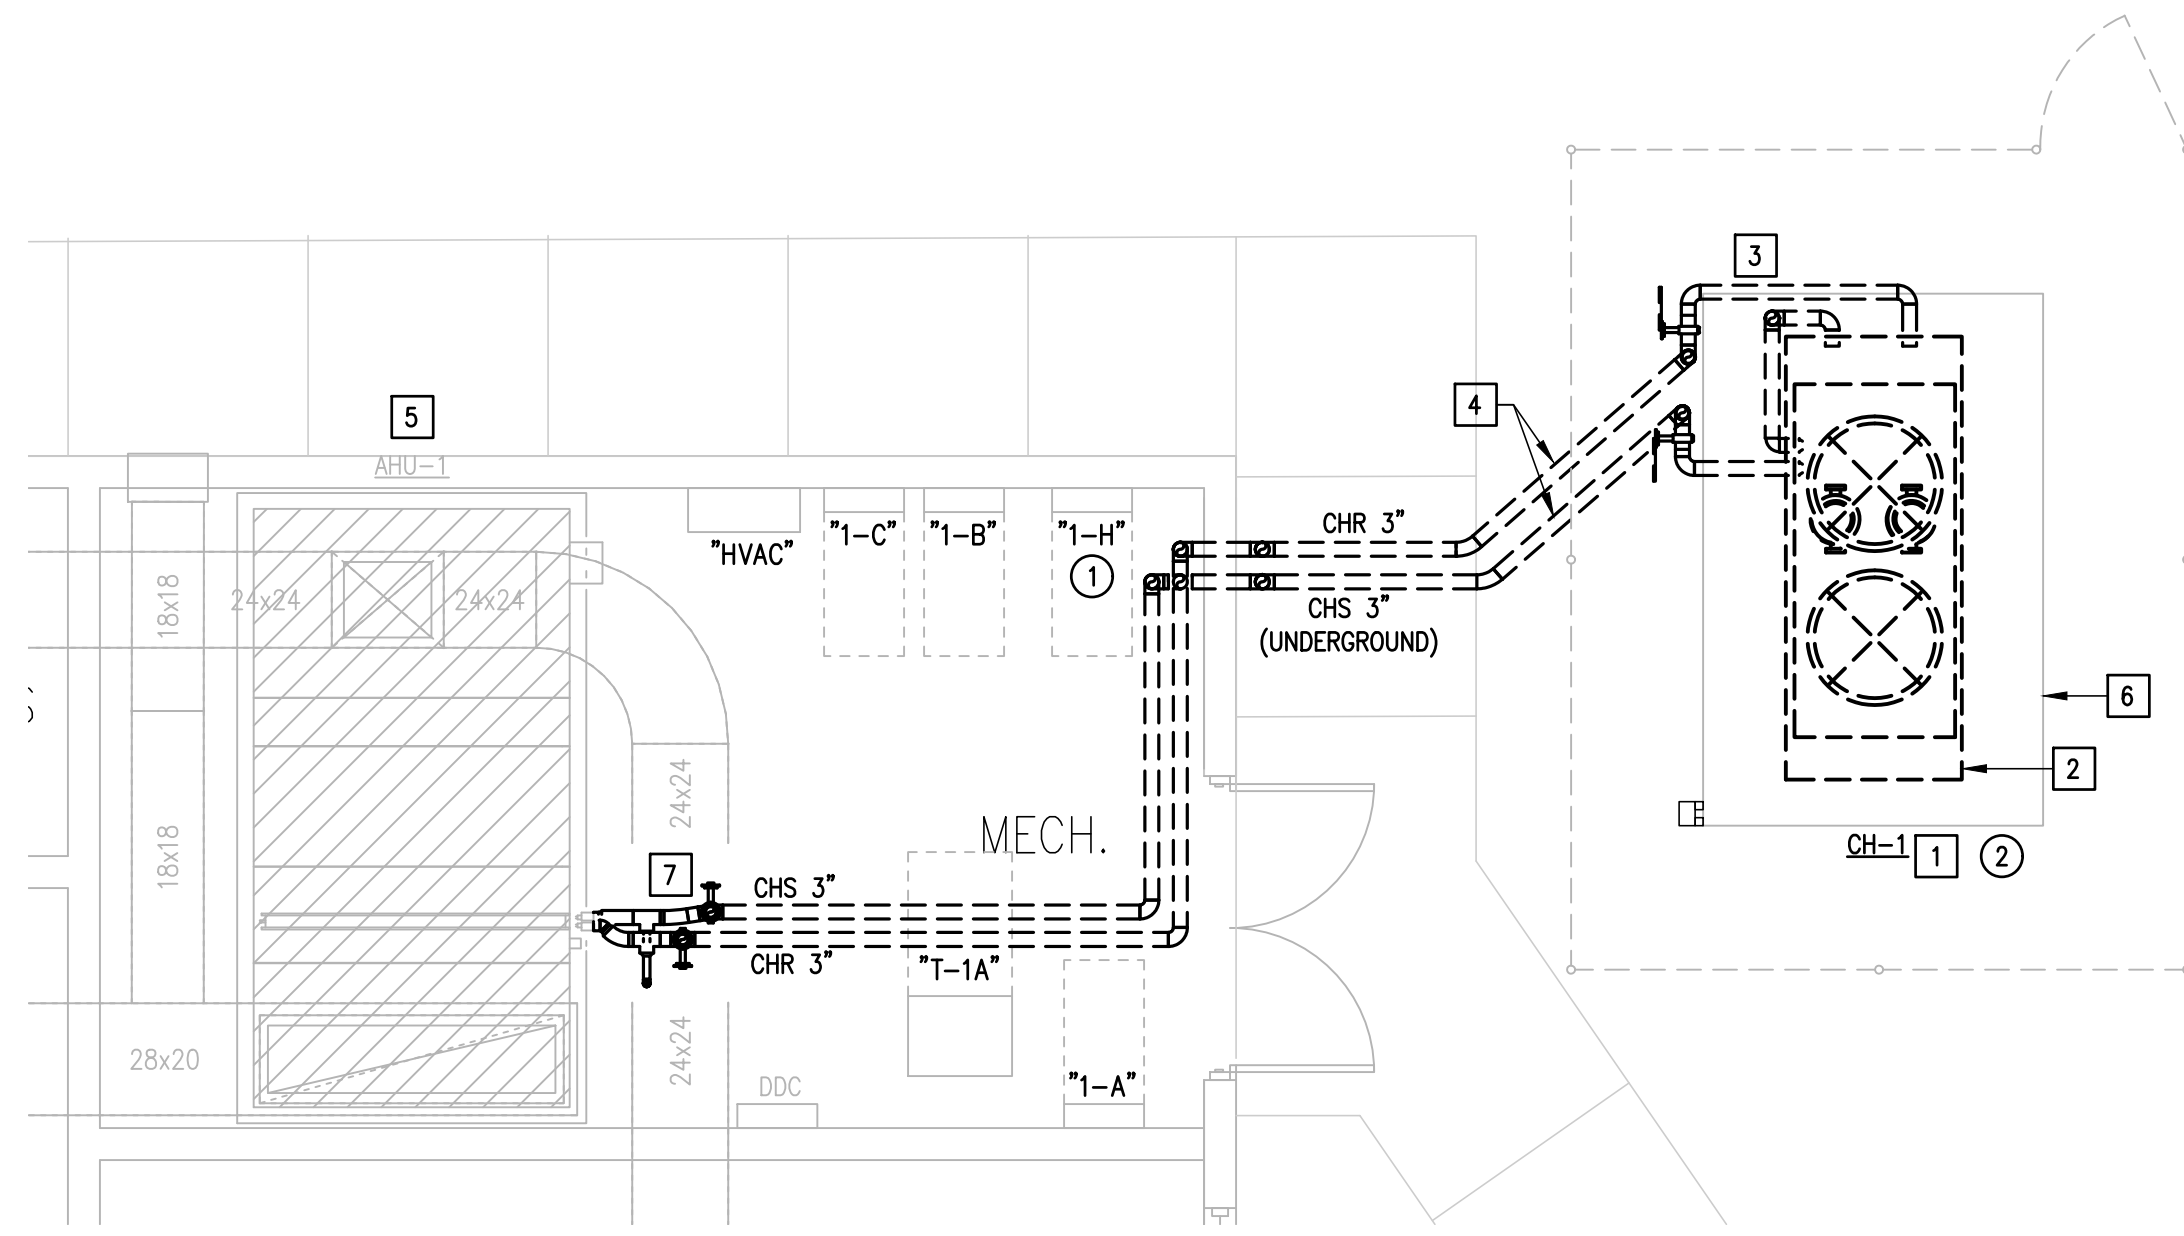 3
4
5
AHU-1
CHR 3"
"HVAC"
"1-C"
"1-B"
"1-H"
1
24x24
24x24
18x18
CHS 3"
(UNDERGROUND)
6
2
24x24
MECH.
18x18
CH-1
1
2
7
CHS 3"
CHR 3"
"T-1A"
28x20
24x24
DDC
"1-A"